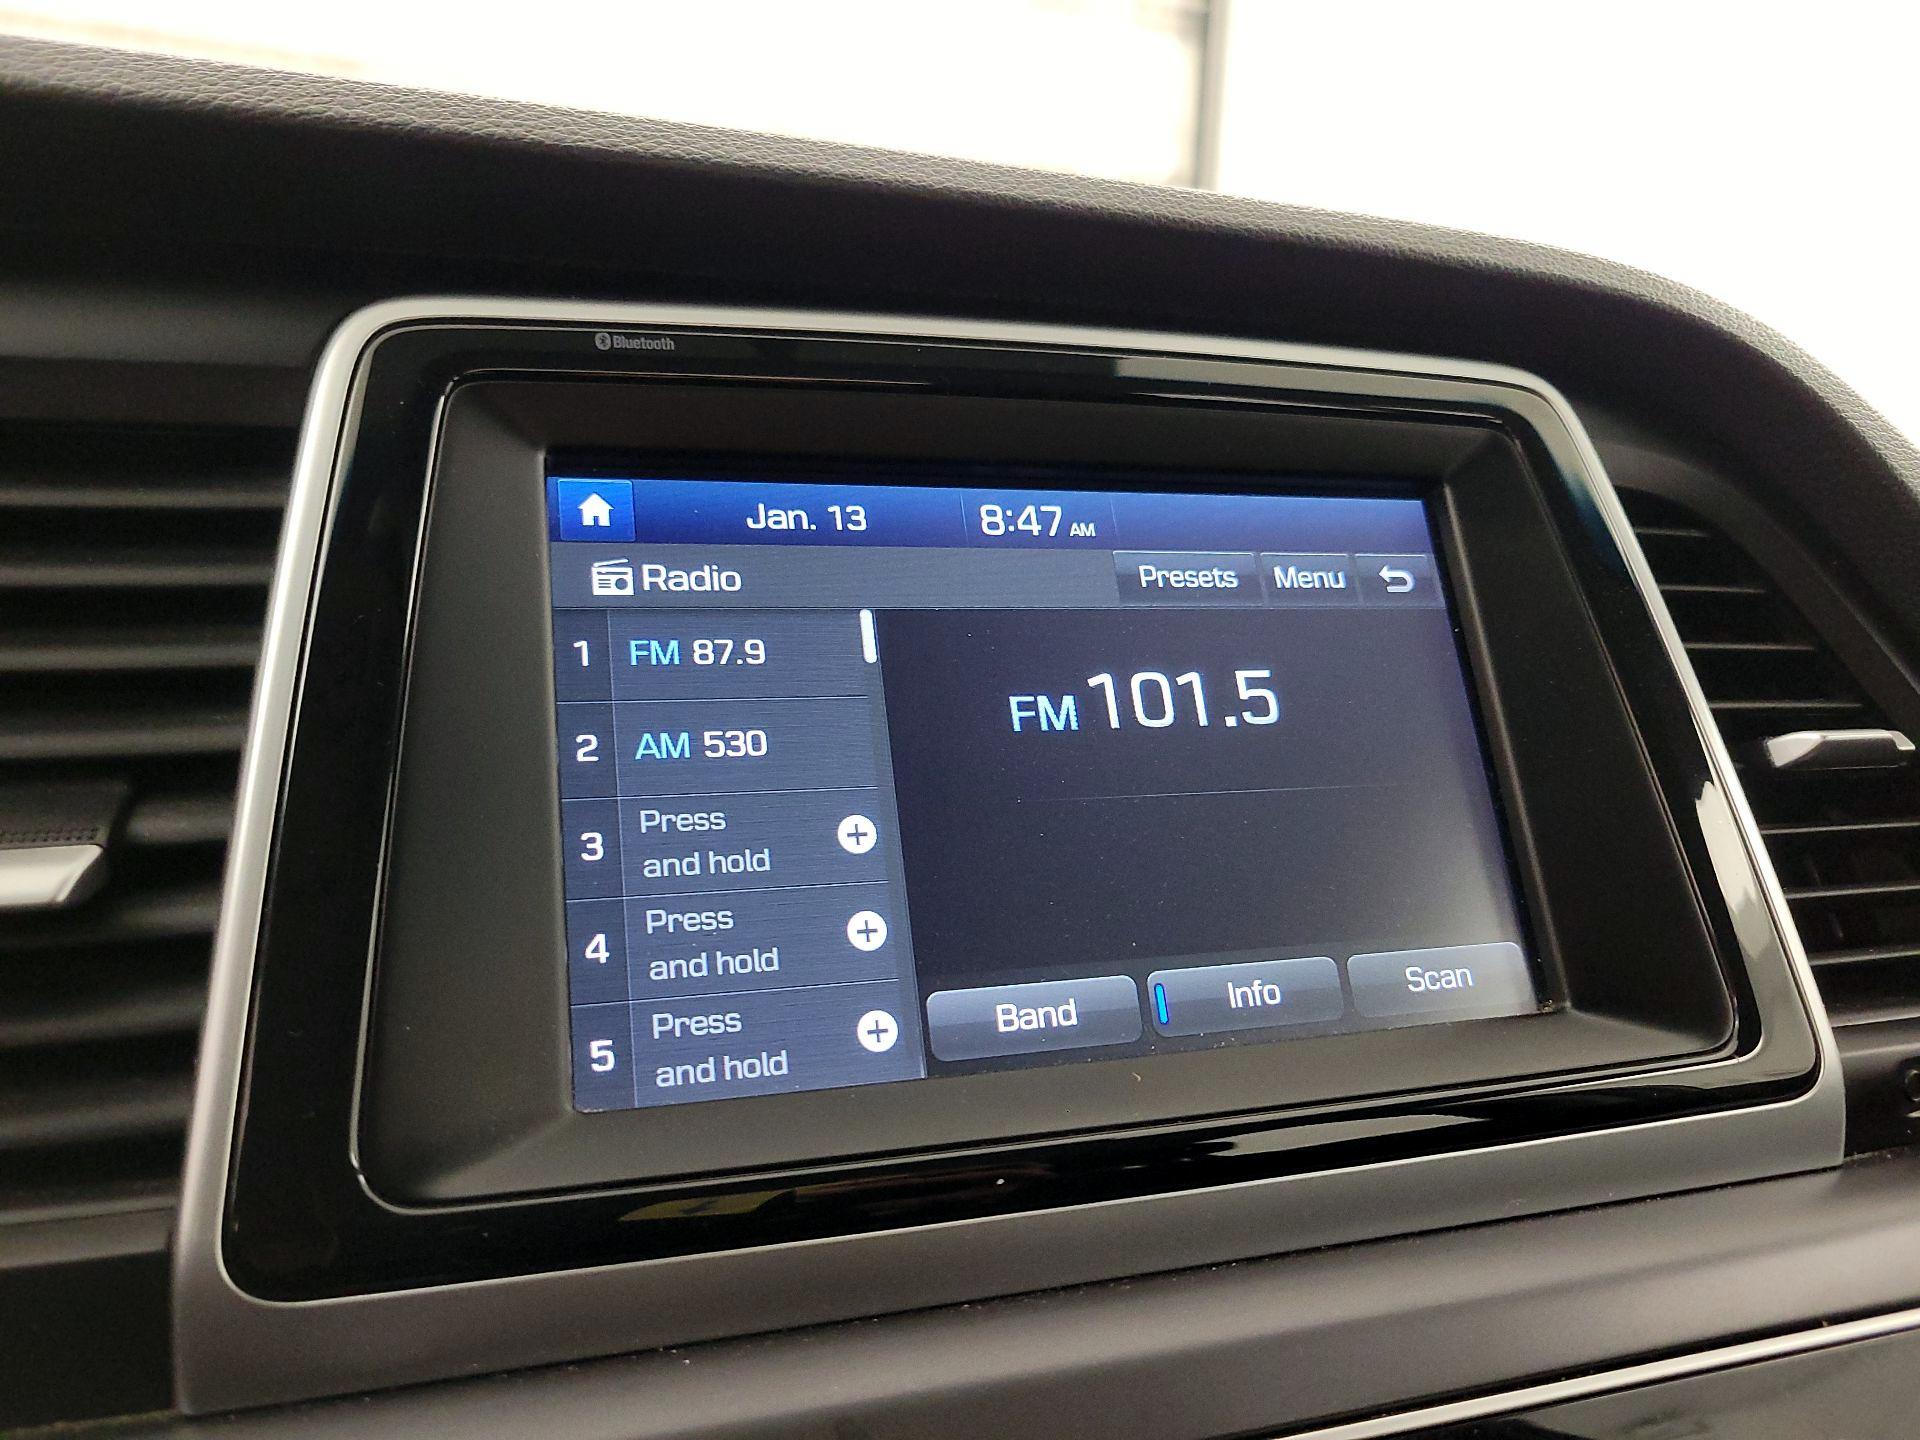 Bluetooth
Jan. 13
8:47 AM
Radio
Presets
Menu
1 FM 87.9
FM 101.5
2 AM 530
3 Press
and hold
4 Press
and hold
5 Press
and hold
Band
Info
Scan